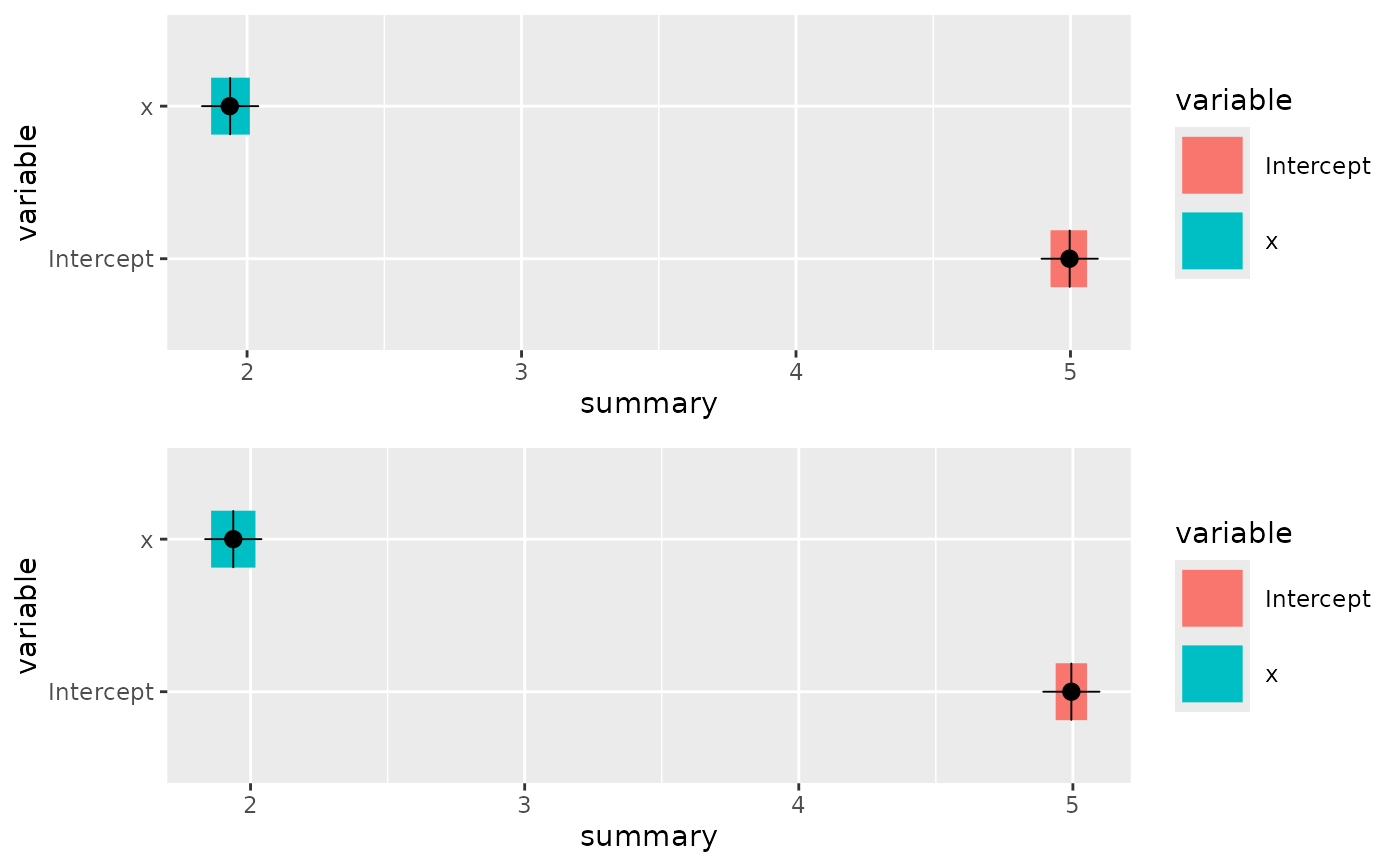 variable
x
Intercept
2 3 4 5
summary
variable
Intercept
x
variable
x
Intercept
2 3 4 5
summary
variable
Intercept
x